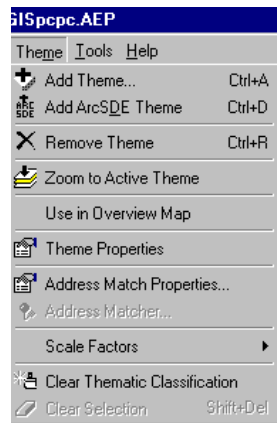 GISpcpc.AEP
Theme Tools Help
Add Theme... Ctrl+A
ARC SDE Add ArcSDE Theme Ctrl+D
Remove Theme Ctrl+R
Zoom to Active Theme
Use in Overview Map
Theme Properties
Address Match Properties...
Address Matcher...
Scale Factors
Clear Thematic Classification
Clear Selection Shift+Del